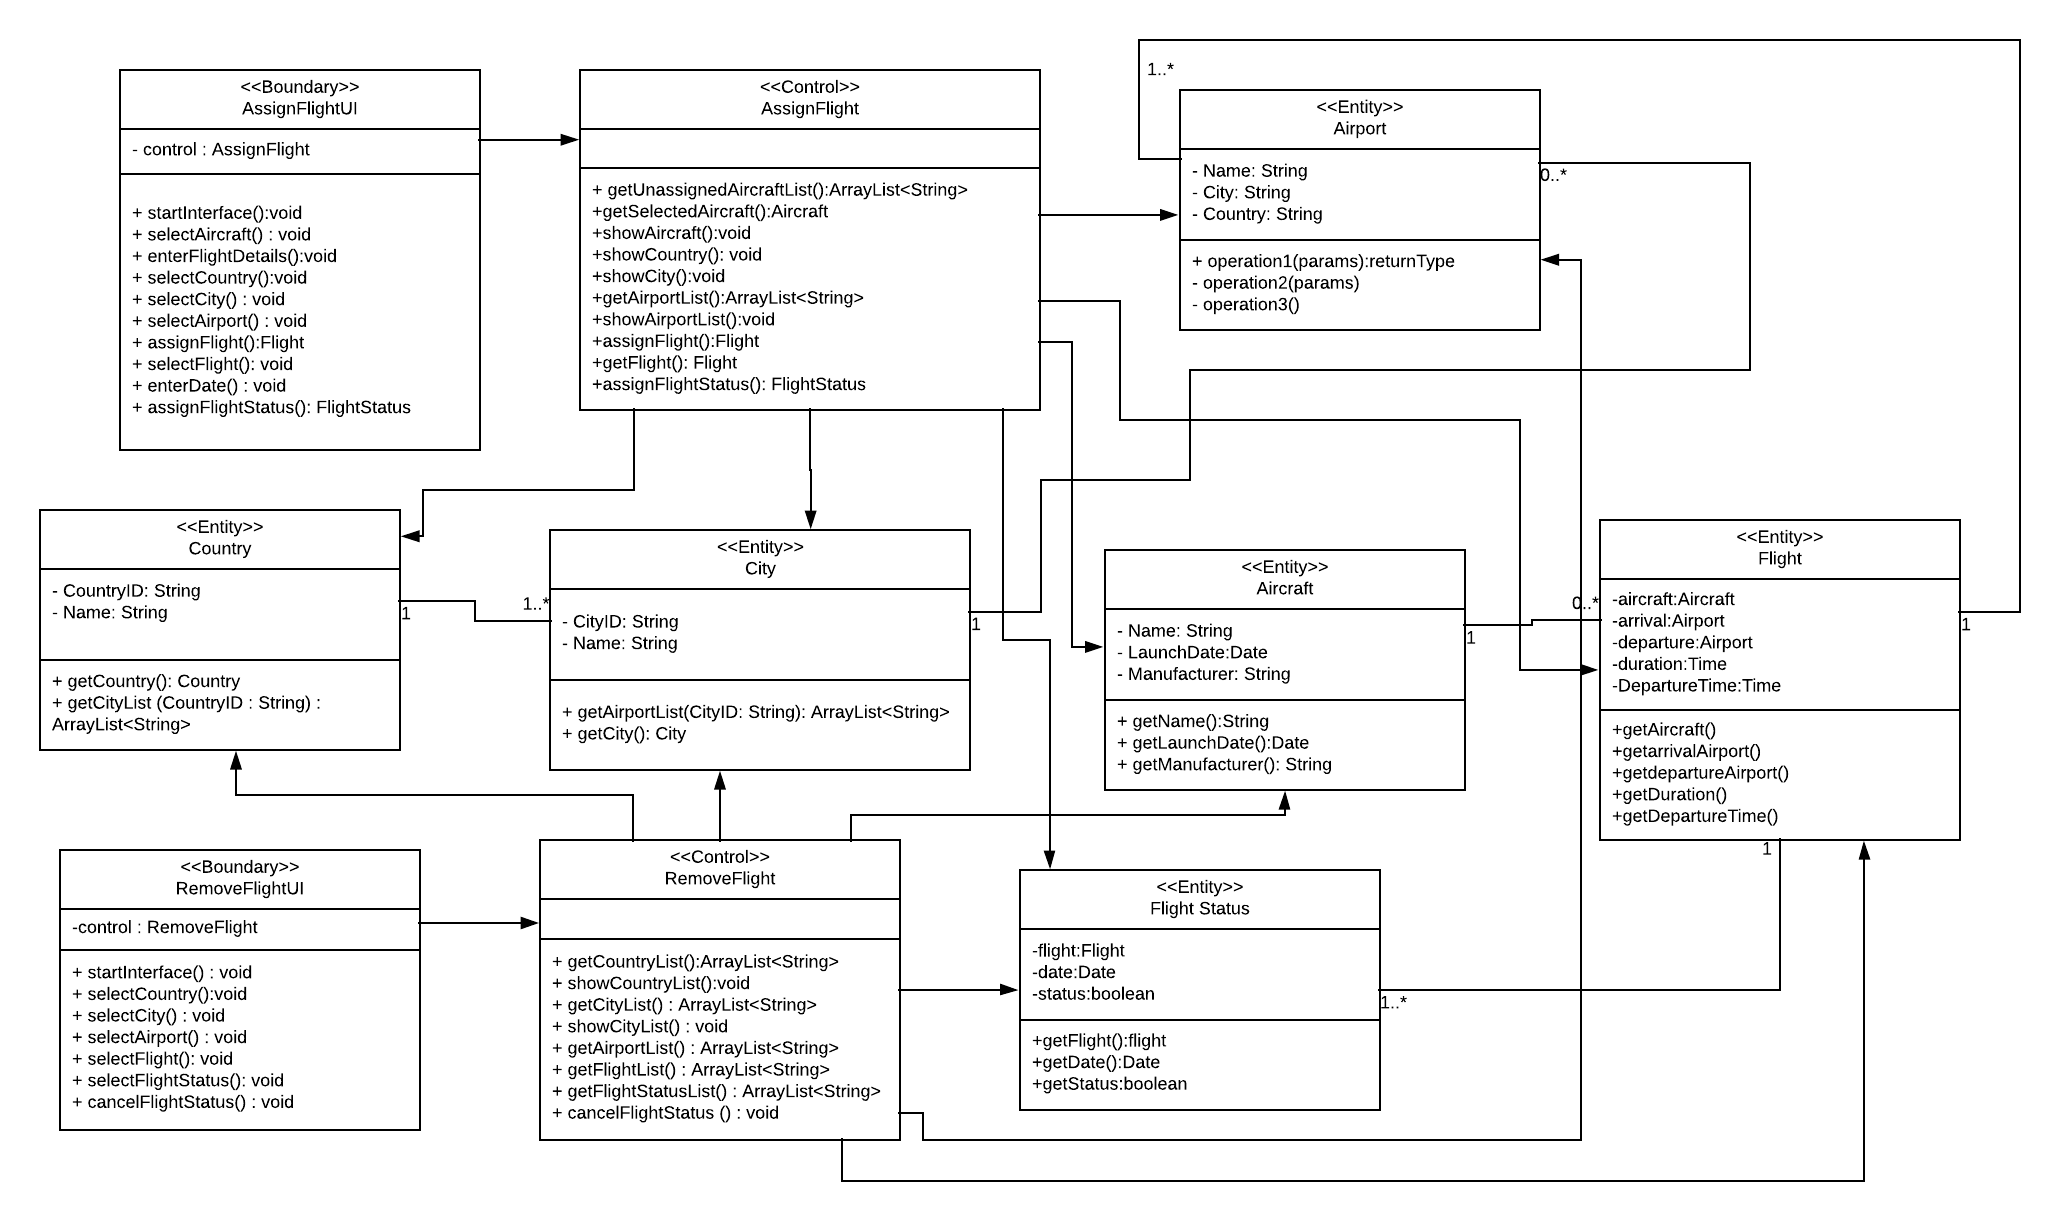 <<Boundary>>
AssignFlightUI
- control : AssignFlight
+ startInterface():void
+ selectAircraft() : void
+ enterFlightDetails():void
+ selectCountry():void
+ selectCity() : void
+ selectAirport() : void
+ assignFlight():Flight
+ selectFlight(): void
+ enterDate() : void
+ assignFlightStatus(): FlightStatus
<<Control>>
AssignFlight
+ getUnassignedAircraftList():ArrayList<String>
+getSelectedAircraft():Aircraft
+showAircraft():void
+showCountry(): void
+showCity():void
+getAirportList():ArrayList<String>
+showAirportList():void
+assignFlight():Flight
+getFlight(): Flight
+assignFlightStatus(): FlightStatus
1..*
<<Entity>>
Airport
- Name: String
- City: String
- Country: String
+ operation1(params):returnType
- operation2(params)
- operation3()
0..*
<<Entity>>
Country
- CountryID: String
- Name: String
+ getCountry(): Country
+ getCityList (CountryID : String) :
ArrayList<String>
1
1..*
<<Entity>>
City
- CityID: String
- Name: String
+ getAirportList(CityID: String): ArrayList<String>
+ getCity(): City
1
<<Entity>>
Aircraft
- Name: String
- LaunchDate:Date
- Manufacturer: String
+ getName():String
+ getLaunchDate():Date
+ getManufacturer(): String
1
0..*
<<Entity>>
Flight
-aircraft:Aircraft
-arrival:Airport
-departure:Airport
-duration:Time
-DepartureTime:Time
+getAircraft()
+getarrivalAirport()
+getdepartureAirport()
+getDuration()
+getDepartureTime()
1
1
<<Boundary>>
RemoveFlightUI
-control : RemoveFlight
+ startInterface() : void
+ selectCountry():void
+ selectCity() : void
+ selectAirport() : void
+ selectFlight(): void
+ selectFlightStatus(): void
+ cancelFlightStatus() : void
<<Control>>
RemoveFlight
+ getCountryList():ArrayList<String>
+ showCountryList():void
+ getCityList() : ArrayList<String>
+ showCityList() : void
+ getAirportList() : ArrayList<String>
+ getFlightList() : ArrayList<String>
+ getFlightStatusList() : ArrayList<String>
+ cancelFlightStatus () : void
<<Entity>>
Flight Status
-flight:Flight
-date:Date
-status:boolean
+getFlight():flight
+getDate():Date
+getStatus:boolean
1..*